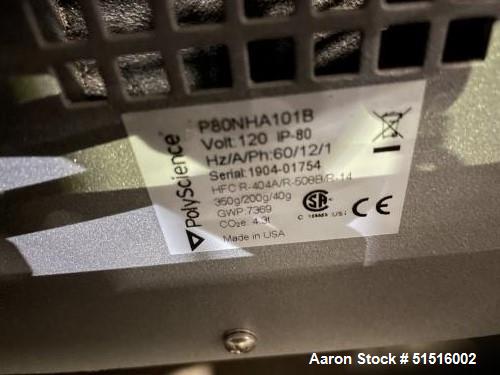 PolyScience
P80NHA101B
Volt:120 IP-80
Hz/A/Ph:60/12/1
Serial:1904-01754
HFC R-404A/R-508B/R-14
350g/200g/40g
GWP:7369
CO₂e: 4.3t
Made in USA
CE
Aaron Stock # 51516002